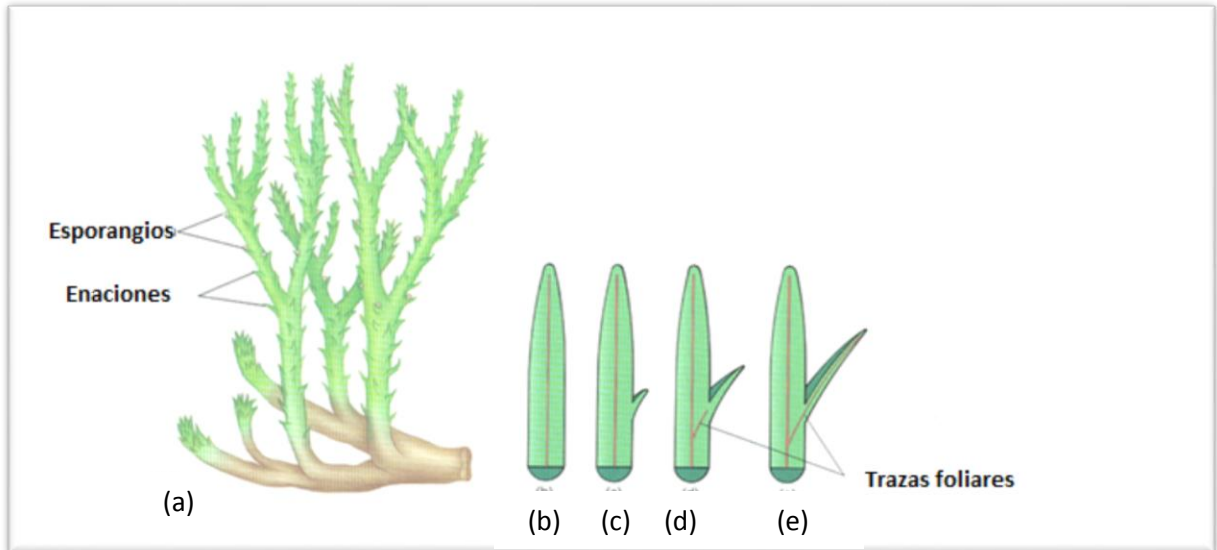 Esporangios
Enaciones
Trazas foliares
(a)
(b) (c) (d) (e)